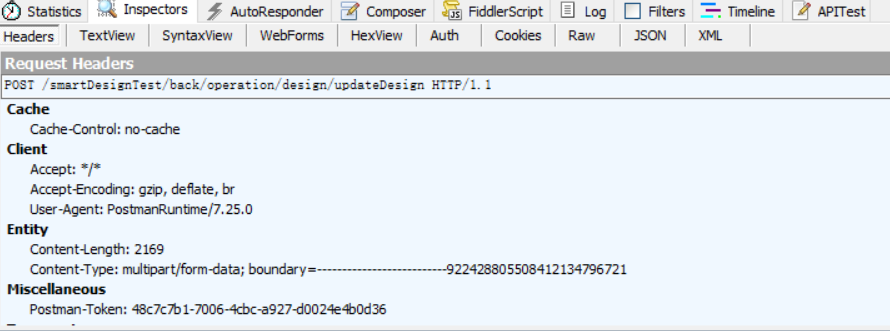 Statistics Inspectors AutoResponder Composer FiddlerScript Log Filters Timeline APITest
Headers TextView SyntaxView WebForms HexView Auth Cookies Raw JSON XML
Request Headers
POST /smartDesignTest/back/operation/design/updateDesign HTTP/1.1
Cache
Cache-Control: no-cache
Client
Accept: */*
Accept-Encoding: gzip, deflate, br
User-Agent: PostmanRuntime/7.25.0
Entity
Content-Length: 2169
Content-Type: multipart/form-data; boundary=--------------------------922428805508412134796721
Miscellaneous
Postman-Token: 48c7c7b1-7006-4cbc-a927-d0024e4b0d36